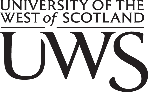 UNIVERSITY OF THE
WEST of SCOTLAND
UWS